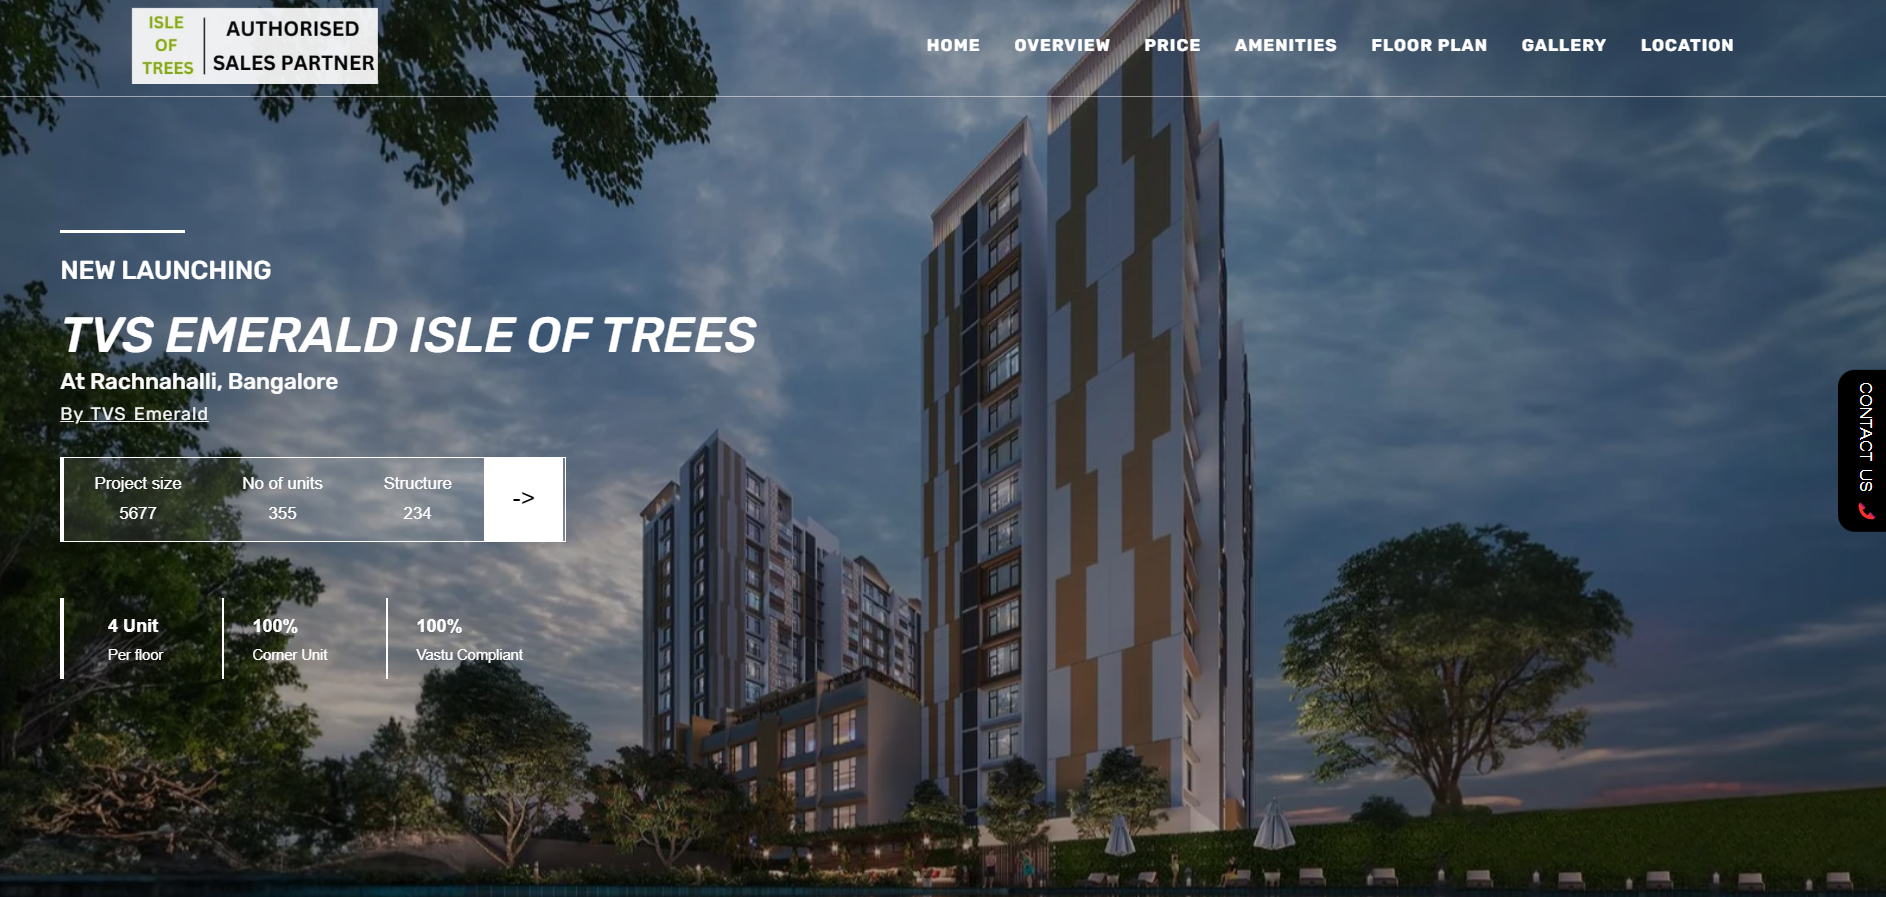 ISLE
OF
TREES
AUTHORISED
SALES PARTNER
HOME OVERVIEW PRICE AMENITIES FLOOR PLAN GALLERY LOCATION
NEW LAUNCHING
TVS EMERALD ISLE OF TREES
At Rachnahalli, Bangalore
By TVS Emerald
Project size No of units Structure
5677 355 234
->
4 Unit 100% 100%
Per floor Corner Unit Vastu Compliant
CONTACT US